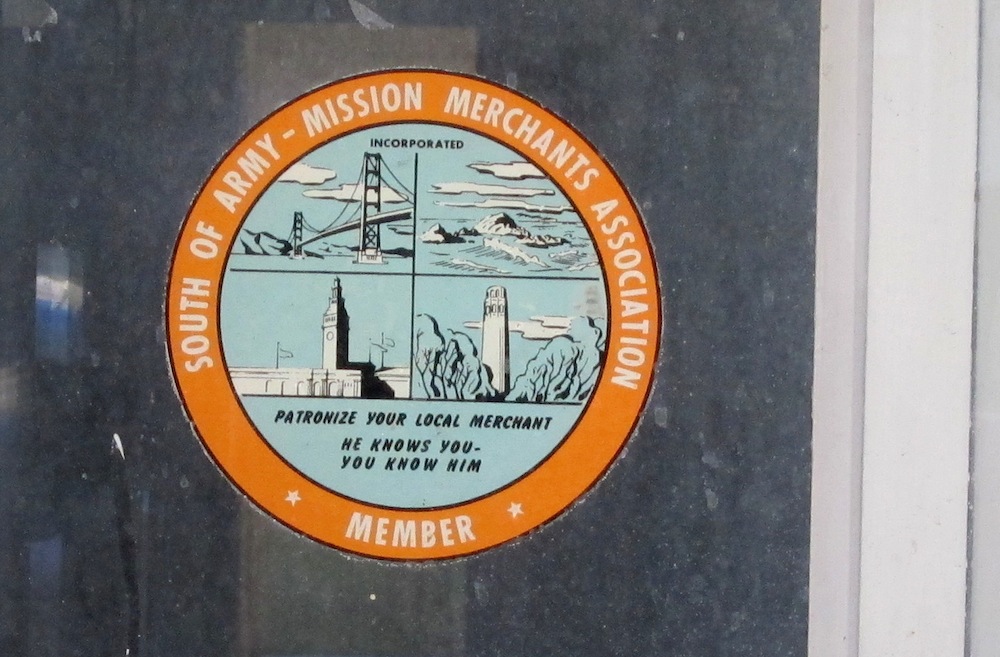 SOUTH OF ARMY - MISSION MERCHANTS ASSOCIATION
INCORPORATED
PATRONIZE YOUR LOCAL MERCHANT
HE KNOWS YOU-
YOU KNOW HIM
MEMBER